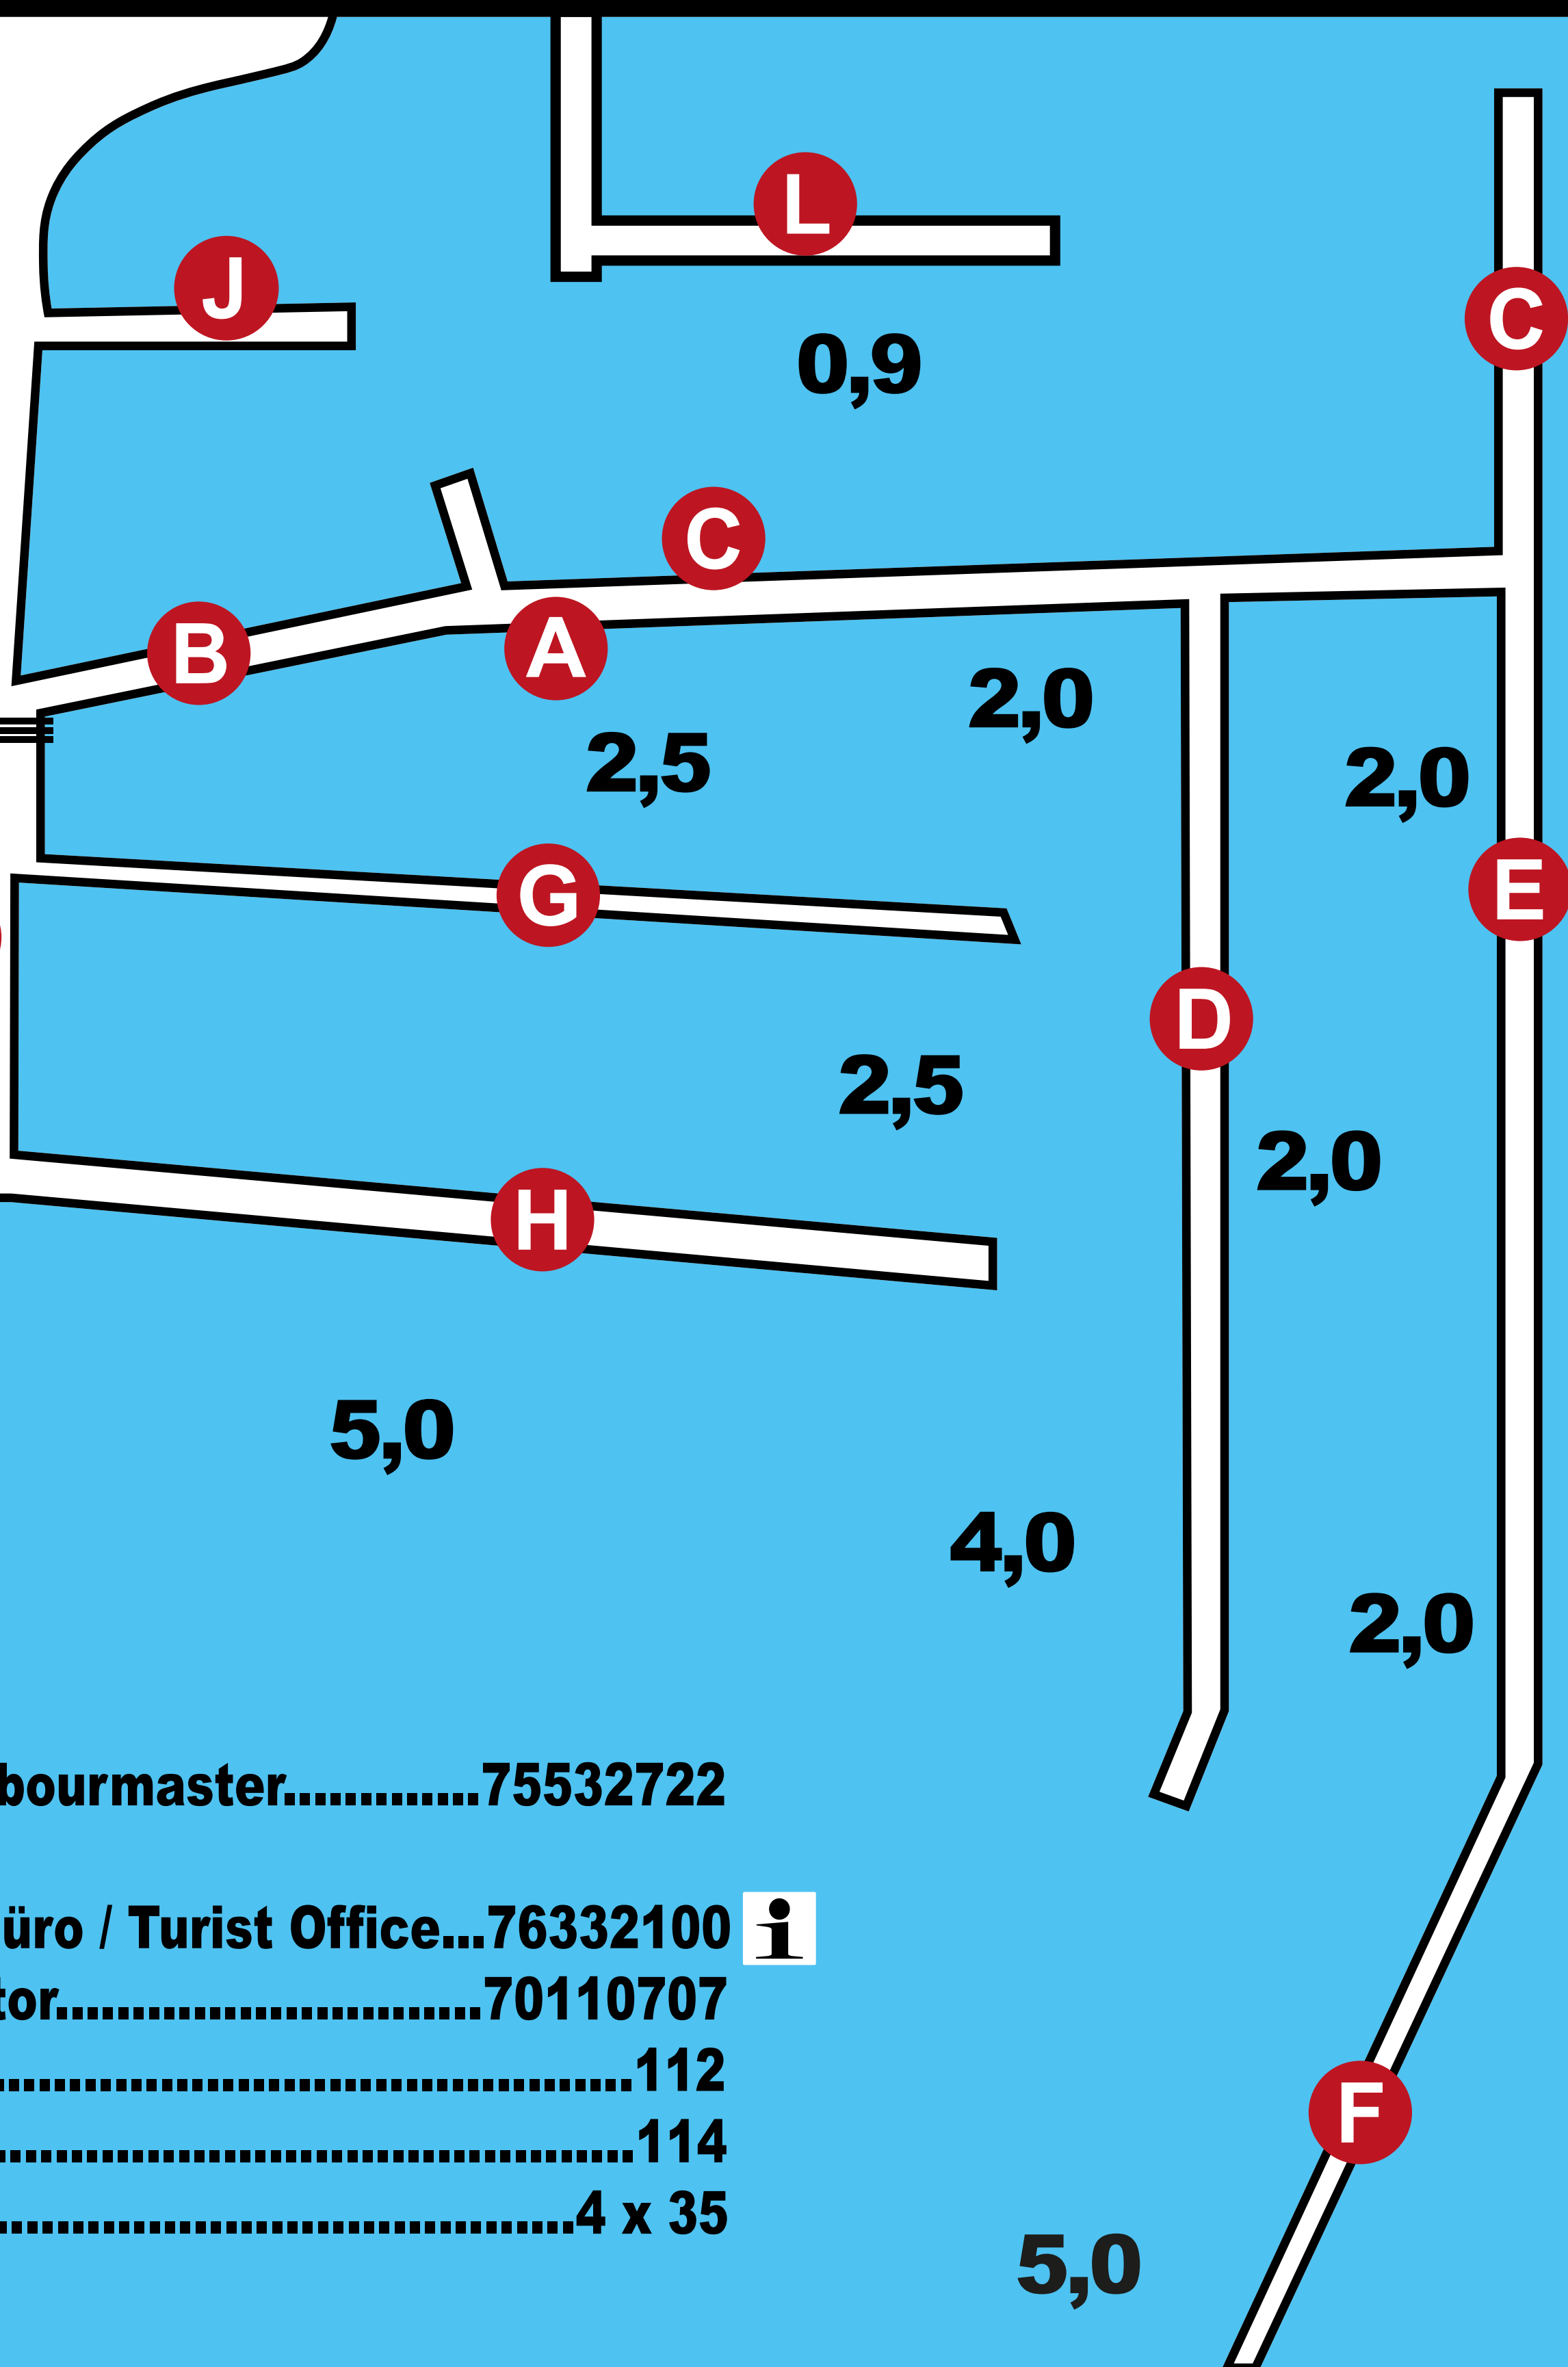 L
J
C
0,9
C
B
A
2,0
2,5
2,0
E
G
D
2,5
2,0
H
5,0
4,0
2,0
bourmaster.............75532722
üro / Turist Office...76332100 i
tor............................70110707
..........................................112
..........................................114
......................................4 x 35
F
5,0